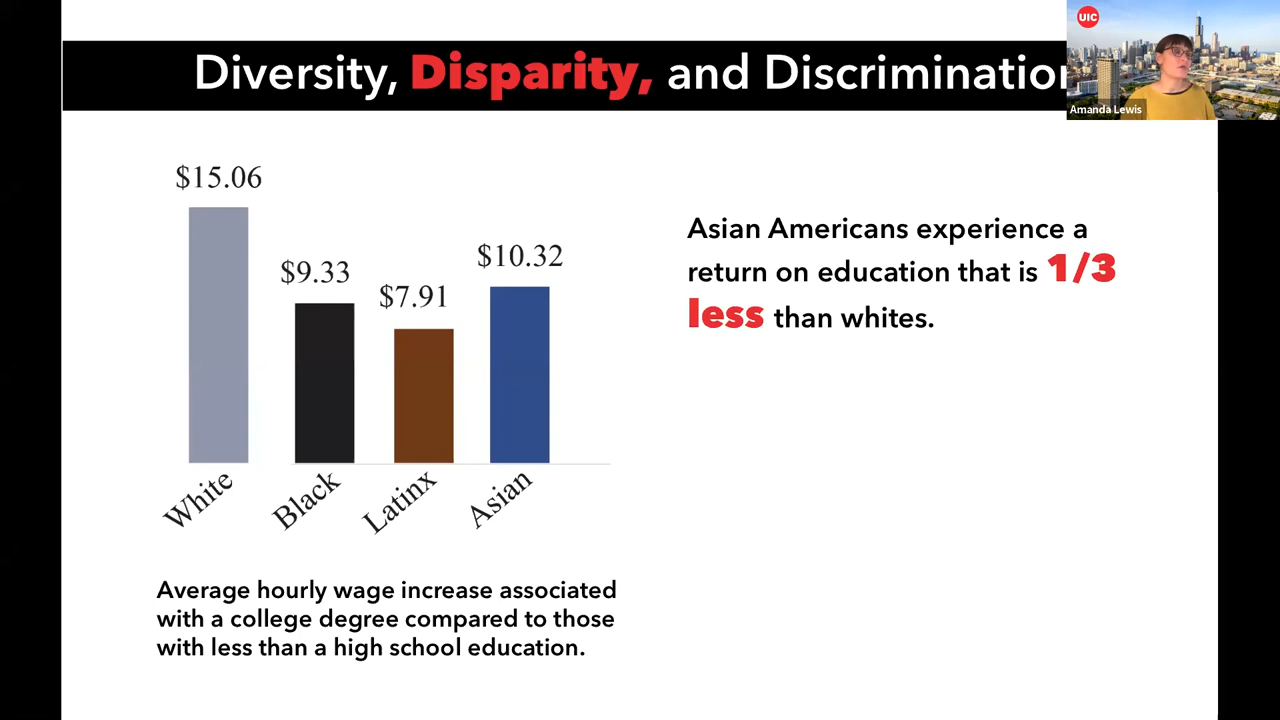 UIC
Amanda Lewis
Diversity, Disparity, and Discrimination
$15.06
$9.33
$7.91
$10.32
White
Black
Latinx
Asian
Average hourly wage increase associated
with a college degree compared to those
with less than a high school education.
Asian Americans experience a
return on education that is 1/3
less than whites.